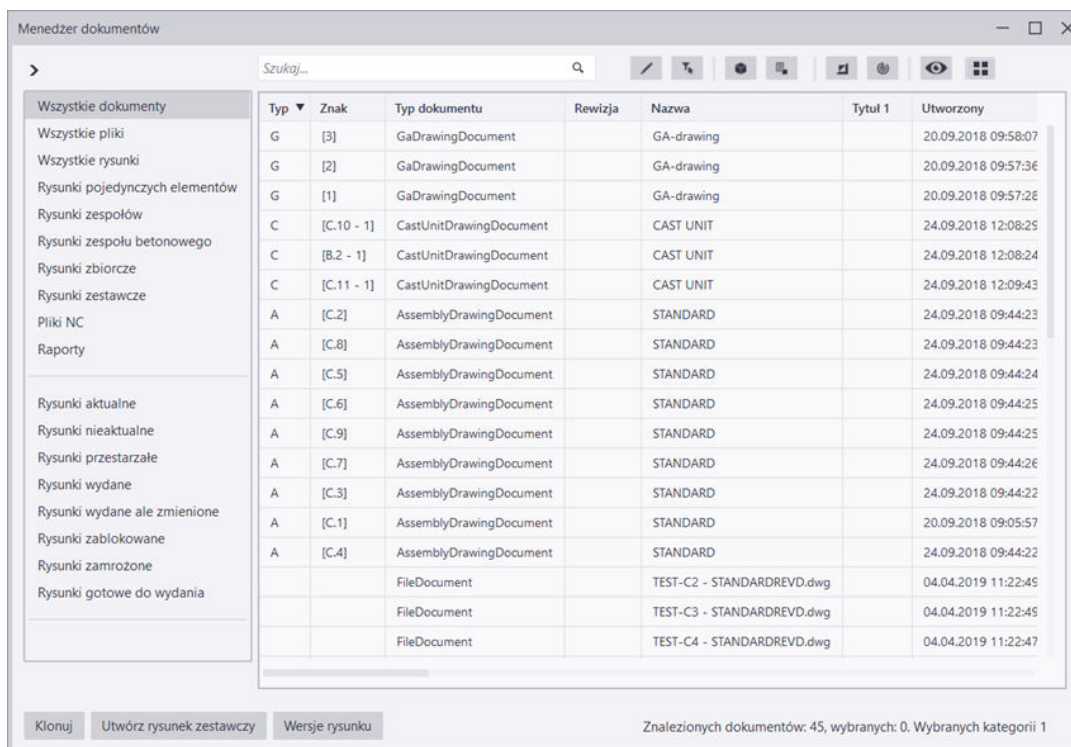 Menedżer dokumentów
Szukaj...
Wszystkie dokumenty
Wszystkie pliki
Wszystkie rysunki
Rysunki pojedynczych elementów
Rysunki zespołów
Rysunki zespołu betonowego
Rysunki zbiorcze
Rysunki zestawcze
Pliki NC
Raporty
Rysunki aktualne
Rysunki nieaktualne
Rysunki przestarzałe
Rysunki wydane
Rysunki wydane ale zmienione
Rysunki zablokowane
Rysunki zamrożone
Rysunki gotowe do wydania
Typ ▼ Znak Typ dokumentu Rewizja Nazwa Tytuł 1 Utworzony
G [3] GaDrawingDocument GA-drawing 20.09.2018 09:58:07
G [2] GaDrawingDocument GA-drawing 20.09.2018 09:57:36
G [1] GaDrawingDocument GA-drawing 20.09.2018 09:57:28
C [C.10 - 1] CastUnitDrawingDocument CAST UNIT 24.09.2018 12:08:29
C [B.2 - 1] CastUnitDrawingDocument CAST UNIT 24.09.2018 12:08:24
C [C.11 - 1] CastUnitDrawingDocument CAST UNIT 24.09.2018 12:09:43
A [C.2] AssemblyDrawingDocument STANDARD 24.09.2018 09:44:23
A [C.8] AssemblyDrawingDocument STANDARD 24.09.2018 09:44:23
A [C.5] AssemblyDrawingDocument STANDARD 24.09.2018 09:44:24
A [C.6] AssemblyDrawingDocument STANDARD 24.09.2018 09:44:25
A [C.9] AssemblyDrawingDocument STANDARD 24.09.2018 09:44:25
A [C.7] AssemblyDrawingDocument STANDARD 24.09.2018 09:44:26
A [C.3] AssemblyDrawingDocument STANDARD 24.09.2018 09:44:22
A [C.1] AssemblyDrawingDocument STANDARD 20.09.2018 09:05:57
A [C.4] AssemblyDrawingDocument STANDARD 24.09.2018 09:44:22
FileDocument TEST-C2 - STANDARDREVD.dwg 04.04.2019 11:22:49
FileDocument TEST-C3 - STANDARDREVD.dwg 04.04.2019 11:22:49
FileDocument TEST-C4 - STANDARDREVD.dwg 04.04.2019 11:22:47
Klonuj Utwórz rysunek zestawczy Wersje rysunku Znalezionych dokumentów: 45, wybranych: 0. Wybranych kategorii 1